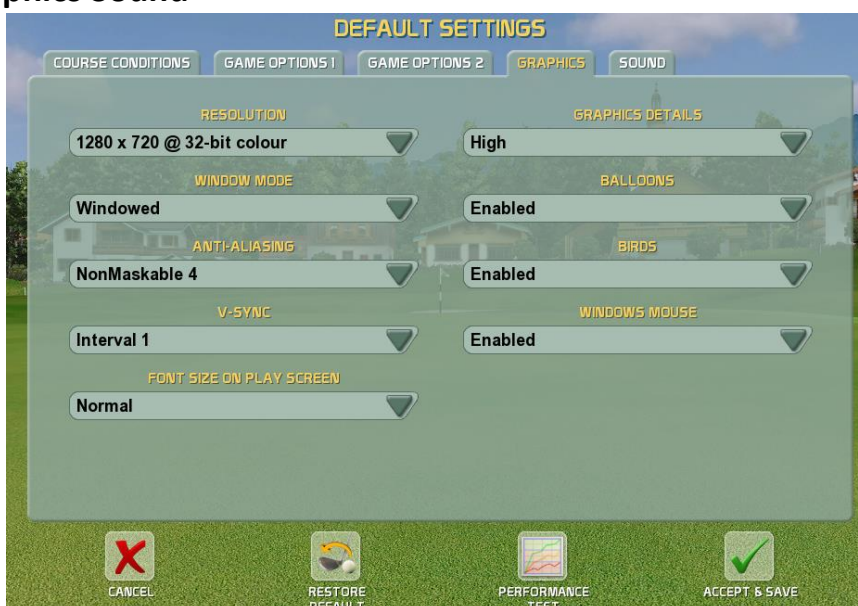 DEFAULT SETTINGS
COURSE CONDITIONS GAME OPTIONS 1 GAME OPTIONS 2 GRAPHICS SOUND
RESOLUTION
1280 x 720 @ 32-bit colour
WINDOW MODE
Windowed
ANTI-ALIASING
NonMaskable 4
V-SYNC
Interval 1
FONT SIZE ON PLAY SCREEN
Normal
GRAPHICS DETAILS
High
BALLOONS
Enabled
BIRDS
Enabled
WINDOWS MOUSE
Enabled
CANCEL
RESTORE
DEFAULT
PERFORMANCE
TEST
ACCEPT & SAVE